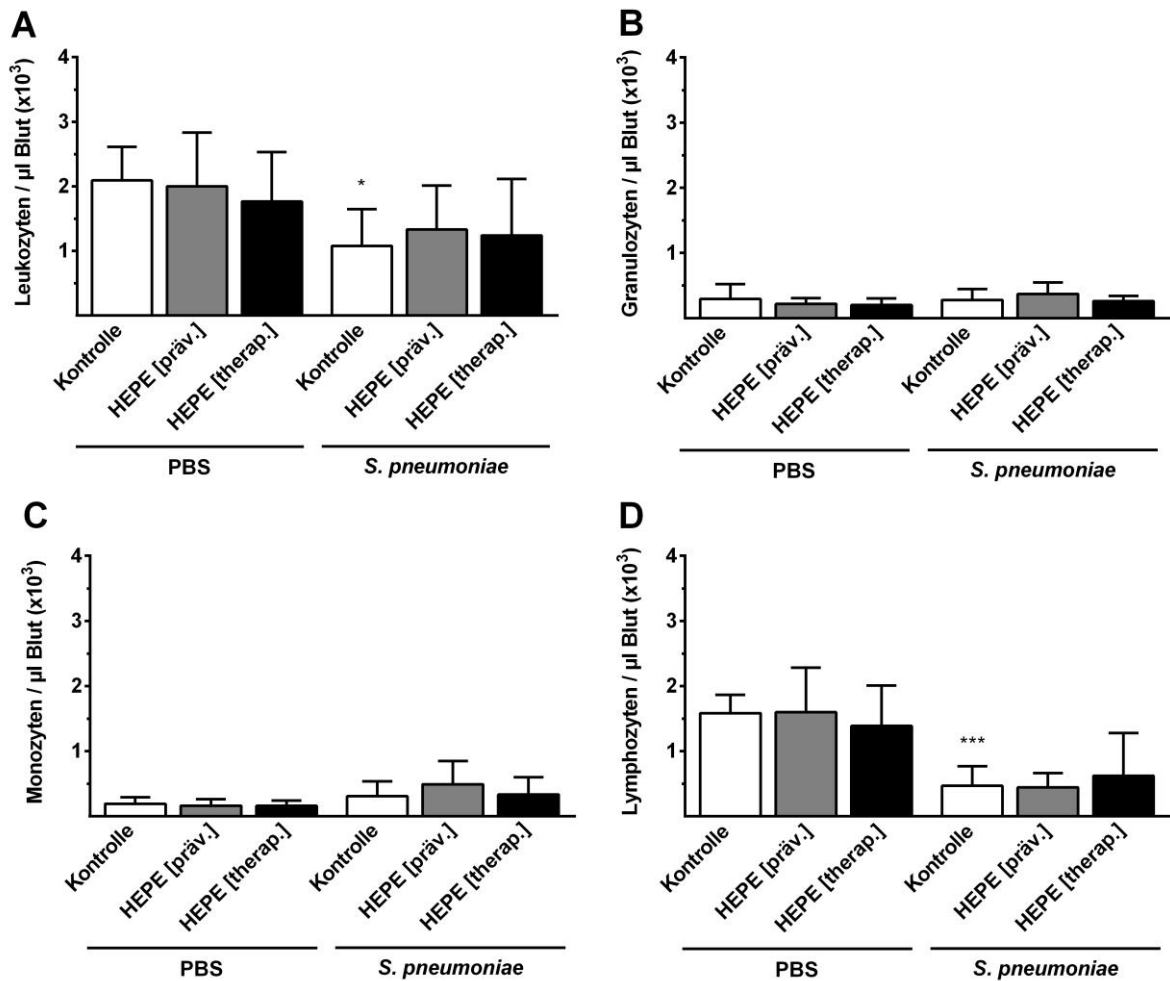 A
Leukozyten / µl Blut (x10³)
4
3
2
1
*
Kontrolle
HEPE [präv.]
HEPE [therap.]
Kontrolle
HEPE [präv.]
HEPE [therap.]
PBS
S. pneumoniae
B
Granulozyten / µl Blut (x10³)
4
3
2
1
Kontrolle
HEPE [präv.]
HEPE [therap.]
Kontrolle
HEPE [präv.]
HEPE [therap.]
PBS
S. pneumoniae
C
Monozyten / µl Blut (x10³)
4
3
2
1
Kontrolle
HEPE [präv.]
HEPE [therap.]
Kontrolle
HEPE [präv.]
HEPE [therap.]
PBS
S. pneumoniae
D
Lymphozyten / µl Blut (x10³)
4
3
2
1
***
Kontrolle
HEPE [präv.]
HEPE [therap.]
Kontrolle
HEPE [präv.]
HEPE [therap.]
PBS
S. pneumoniae